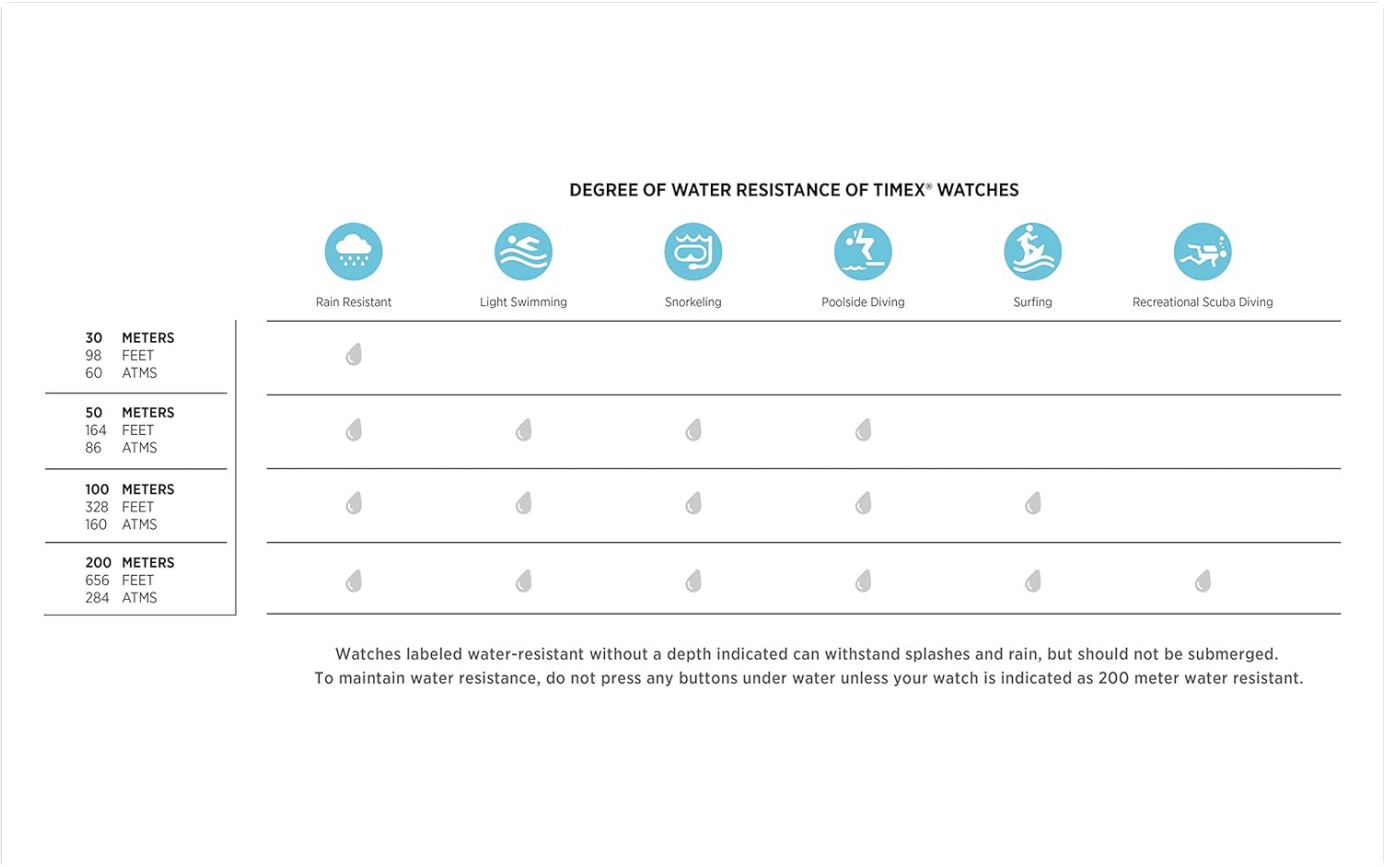 DEGREE OF WATER RESISTANCE OF TIMEX® WATCHES
Rain Resistant
Light Swimming
Snorkeling
Poolside Diving
Surfing
Recreational Scuba Diving
30 METERS
98 FEET
60 ATMS
50 METERS
164 FEET
86 ATMS
100 METERS
328 FEET
160 ATMS
200 METERS
656 FEET
284 ATMS
Watches labeled water-resistant without a depth indicated can withstand splashes and rain, but should not be submerged.
To maintain water resistance, do not press any buttons under water unless your watch is indicated as 200 meter water resistant.